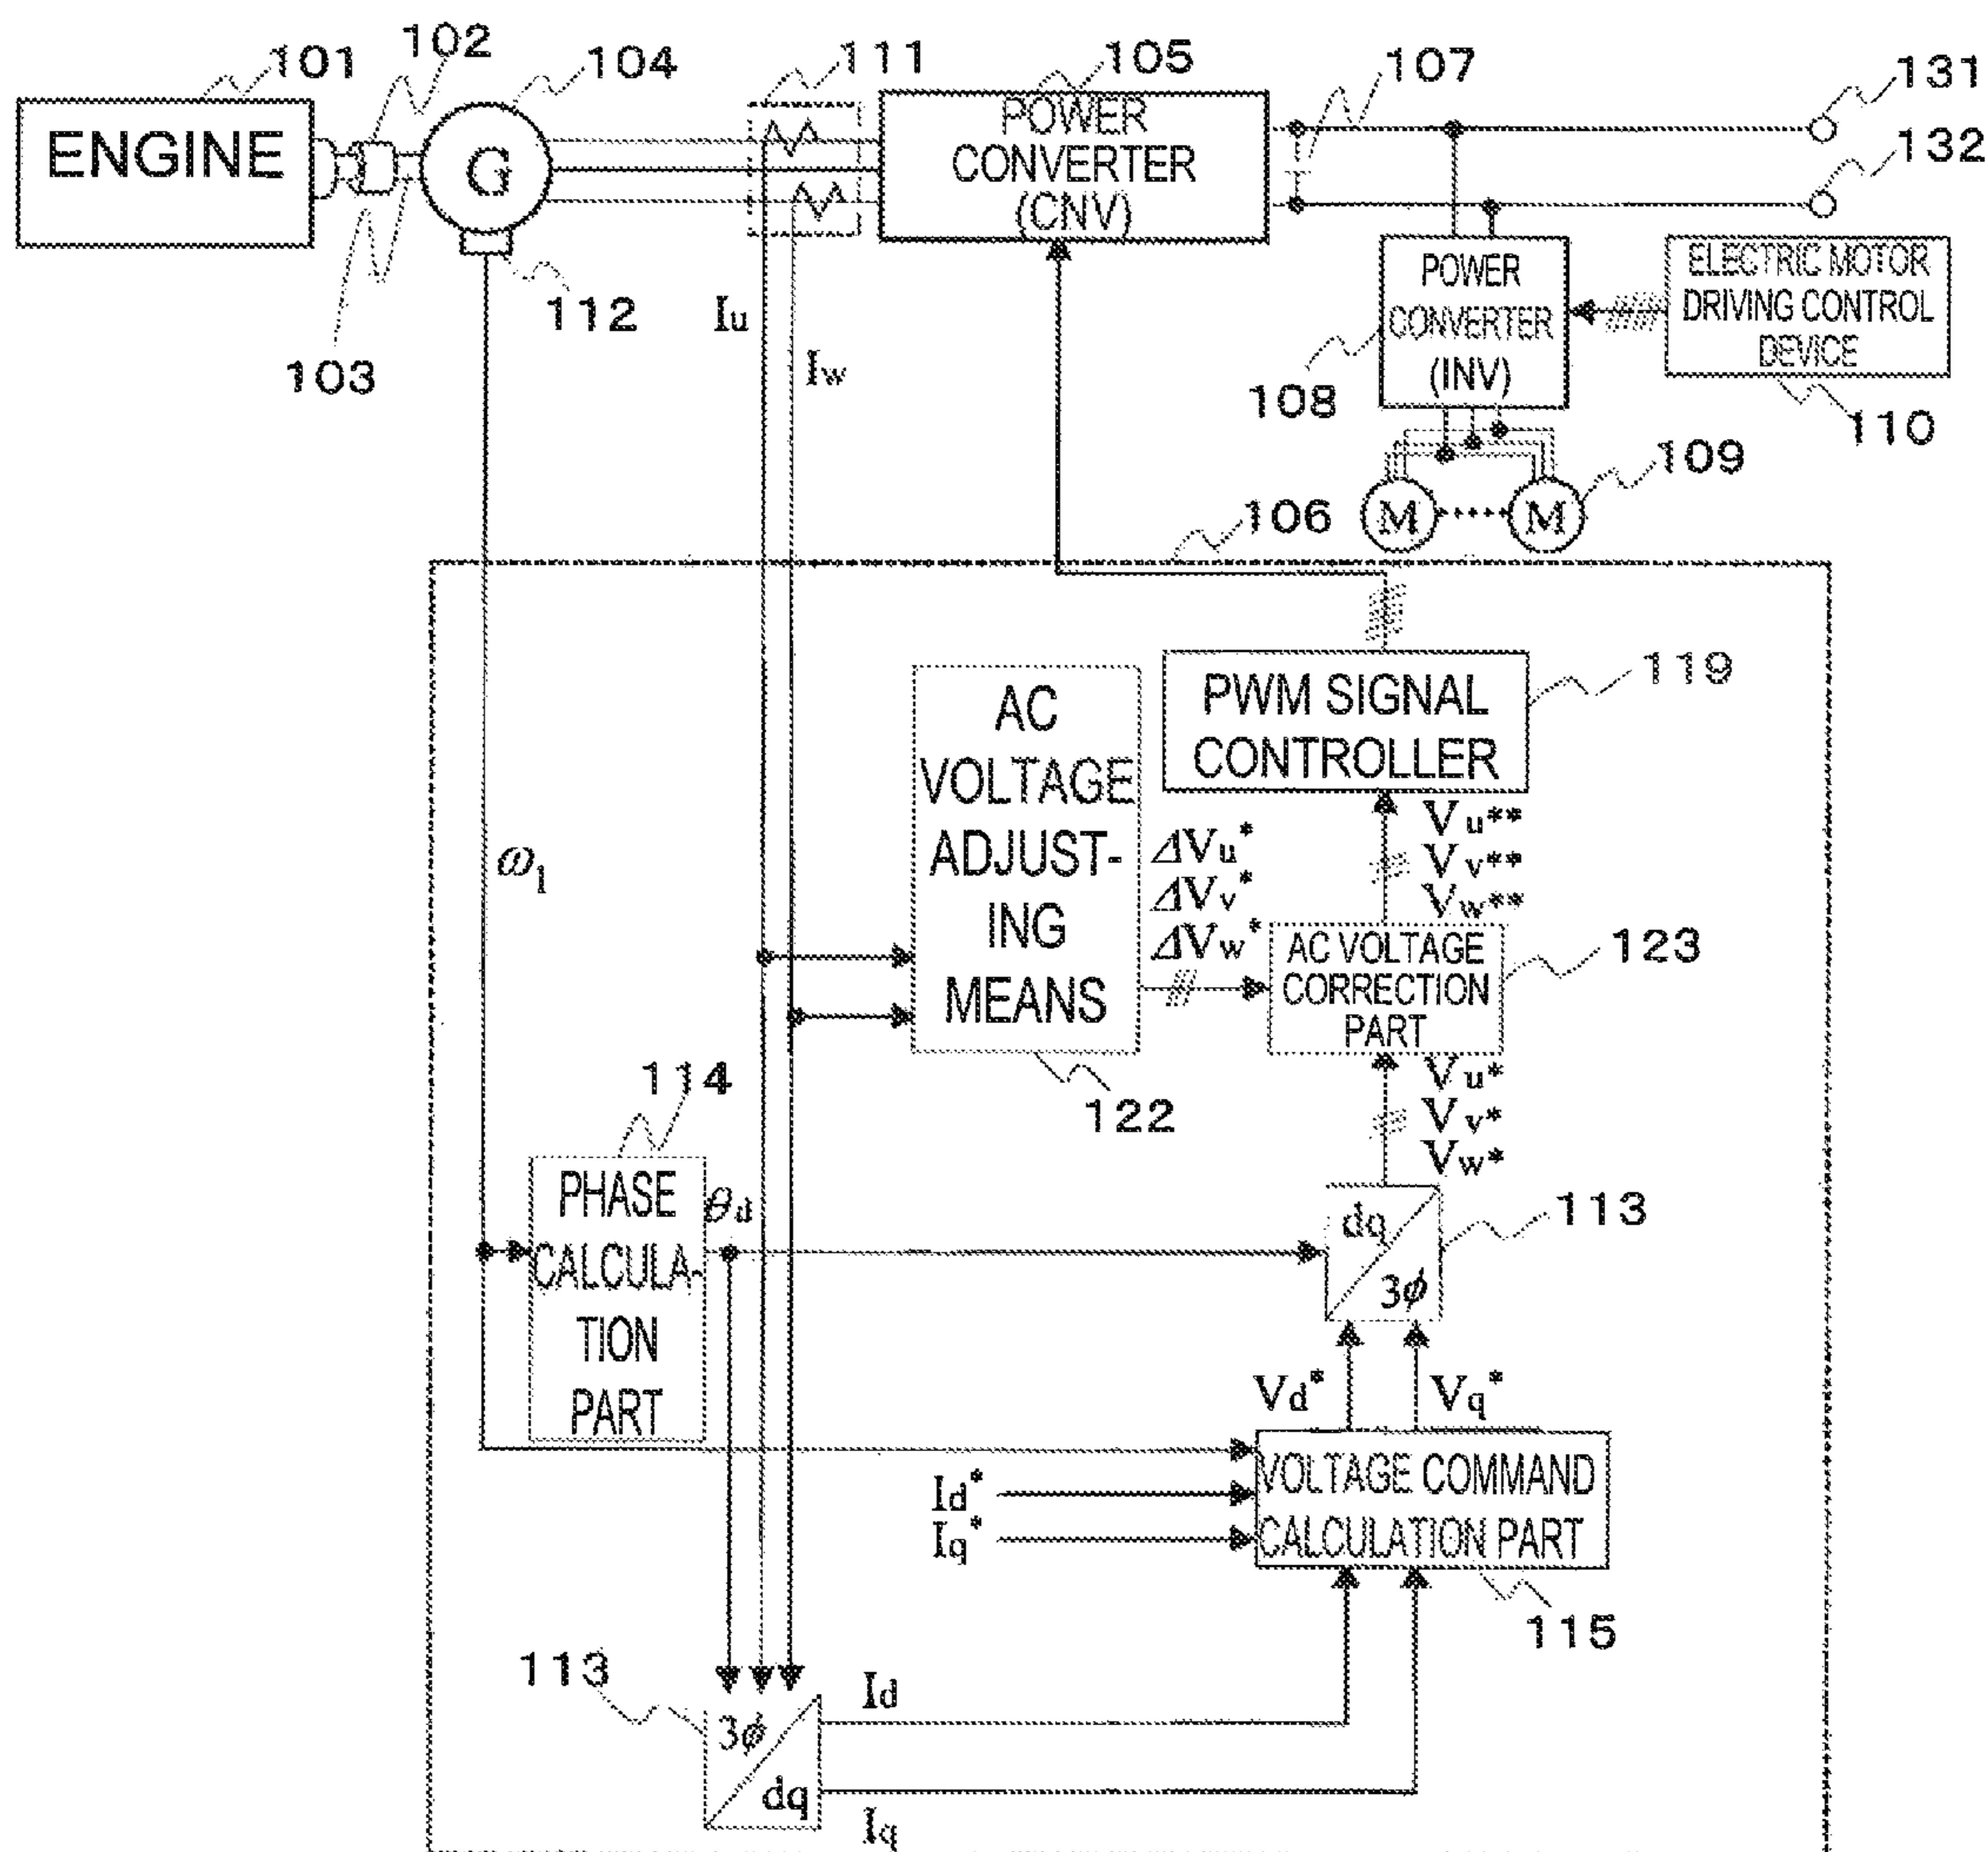 101
102
104
111
105
107
131
132
ENGINE
G
POWER
CONVERTER
(CNV)
103
112
Iu
Iw
POWER
CONVERTER
(INV)
108
ELECTRIC MOTOR
DRIVING CONTROL
DEVICE
110
109
M
M
106
119
PWM SIGNAL
CONTROLLER
AC
VOLTAGE
ADJUST-
ING
MEANS
122
ω1
ΔVu*
ΔVv*
ΔVw*
Vu**
Vv**
Vw**
AC VOLTAGE
CORRECTION
PART
123
Vu*
Vv*
Vw*
114
PHASE
CALCULA-
TION
PART
θd
dq
3ϕ
113
Vd*
Vq*
Id*
Iq*
VOLTAGE COMMAND
CALCULATION PART
115
113
3ϕ
dq
Id
Iq